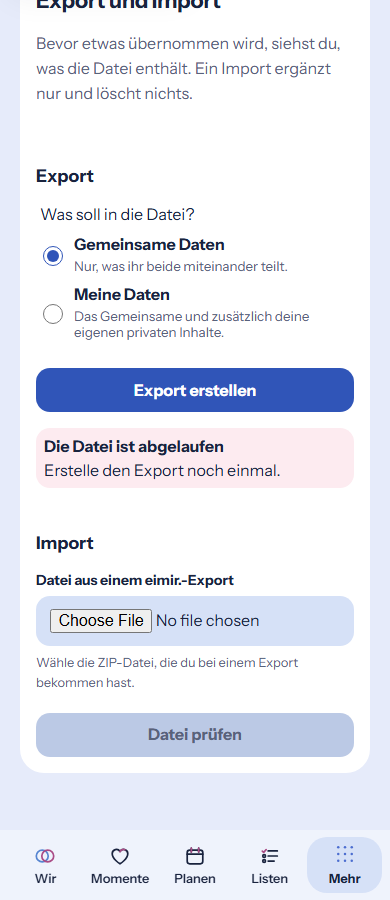 Export und Import
Bevor etwas übernommen wird, siehst du,
was die Datei enthält. Ein Import ergänzt
nur und löscht nichts.
Export
Was soll in die Datei?
Gemeinsame Daten
Nur, was ihr beide miteinander teilt.
Meine Daten
Das Gemeinsame und zusätzlich deine
eigenen privaten Inhalte.
Export erstellen
Die Datei ist abgelaufen
Erstelle den Export noch einmal.
Import
Datei aus einem eimir.-Export
Choose File No file chosen
Wähle die ZIP-Datei, die du bei einem Export
bekommen hast.
Datei prüfen
Wir Momente Planen Listen Mehr